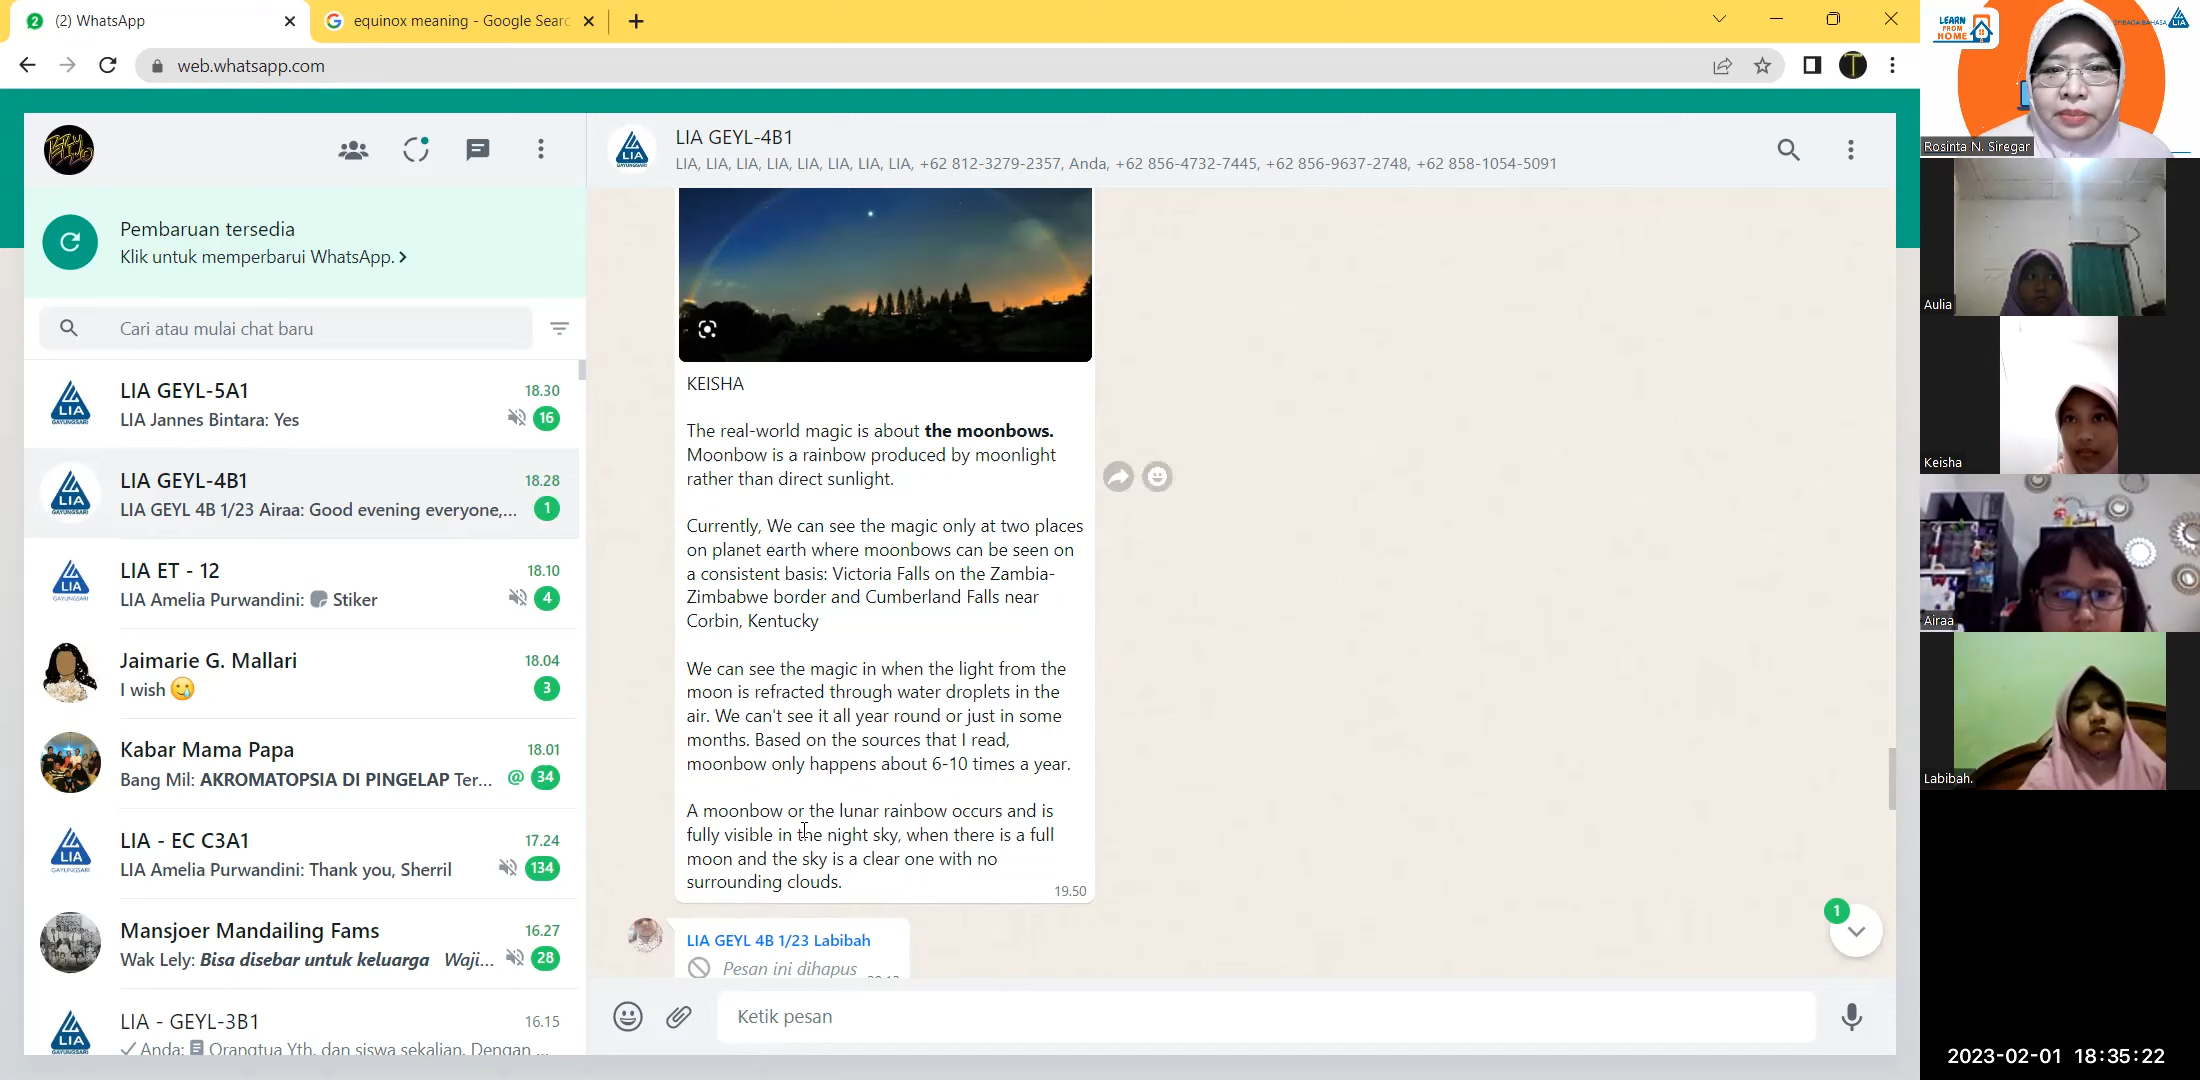 (2) WhatsApp
equinox meaning - Google Searc
web.whatsapp.com
LIA GEYL-4B1
LIA, LIA, LIA, LIA, LIA, LIA, LIA, LIA, +62 812-3279-2357, Anda, +62 856-4732-7445, +62 856-9637-2748, +62 858-1054-5091
Pembaruan tersedia
Klik untuk memperbarui WhatsApp.
Cari atau mulai chat baru
LIA GEYL-5A1
18.30
LIA Jannes Bintara: Yes
16
LIA GEYL-4B1
18.28
LIA GEYL 4B 1/23 Airaa: Good evening everyone,...
1
LIA ET - 12
18.10
LIA Amelia Purwandini: Stiker
4
Jaimarie G. Mallari
18.04
I wish
3
Kabar Mama Papa
18.01
Bang Mil: AKROMATOPSIA DI PINGELAP Ter...
@ 34
LIA - EC C3A1
17.24
LIA Amelia Purwandini: Thank you, Sherril
134
Mansjoer Mandailing Fams
16.27
Wak Lely: Bisa disebar untuk keluarga Waji...
28
LIA - GEYL-3B1
16.15
Anda: Orangtua Yth. dan siswa sekalian. Dengan ...
KEISHA
The real-world magic is about the moonbows.
Moonbow is a rainbow produced by moonlight
rather than direct sunlight.
Currently, We can see the magic only at two places
on planet earth where moonbows can be seen on
a consistent basis: Victoria Falls on the Zambia-
Zimbabwe border and Cumberland Falls near
Corbin, Kentucky
We can see the magic in when the light from the
moon is refracted through water droplets in the
air. We can't see it all year round or just in some
months. Based on the sources that I read,
moonbow only happens about 6-10 times a year.
A moonbow or the lunar rainbow occurs and is
fully visible in the night sky, when there is a full
moon and the sky is a clear one with no
surrounding clouds.
19.50
LIA GEYL 4B 1/23 Labibah
Pesan ini dihapus
1
Ketik pesan
LEARN
FROM
HOME
BAHASA LIA
Rosinta N. Siregar
Aulia
Keisha
Airaa
Labibah.
2023-02-01 18:35:22